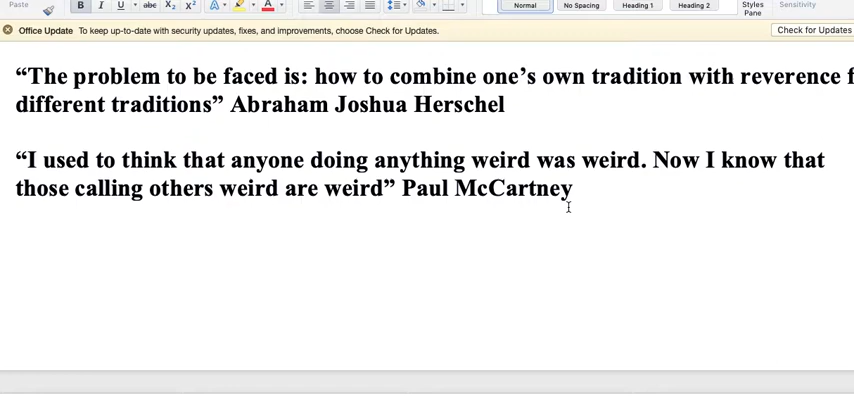 Paste B I U abc X₂ X² A A Normal No Spacing Heading 1 Heading 2 Styles Pane Sensitivity
Office Update To keep up-to-date with security updates, fixes, and improvements, choose Check for Updates. Check for Updates
“The problem to be faced is: how to combine one’s own tradition with reverence f
different traditions” Abraham Joshua Herschel
“I used to think that anyone doing anything weird was weird. Now I know that
those calling others weird are weird” Paul McCartney